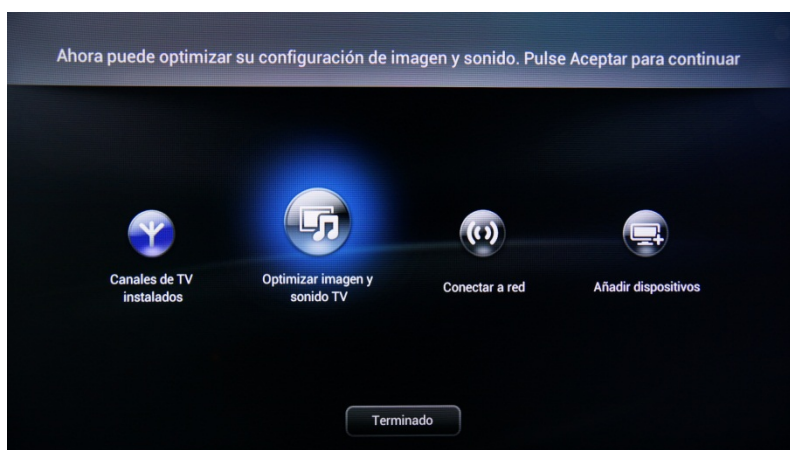 Ahora puede optimizar su configuración de imagen y sonido. Pulse Aceptar para continuar
Canales de TV
instalados
Optimizar imagen y
sonido TV
Conectar a red
Añadir dispositivos
Terminado